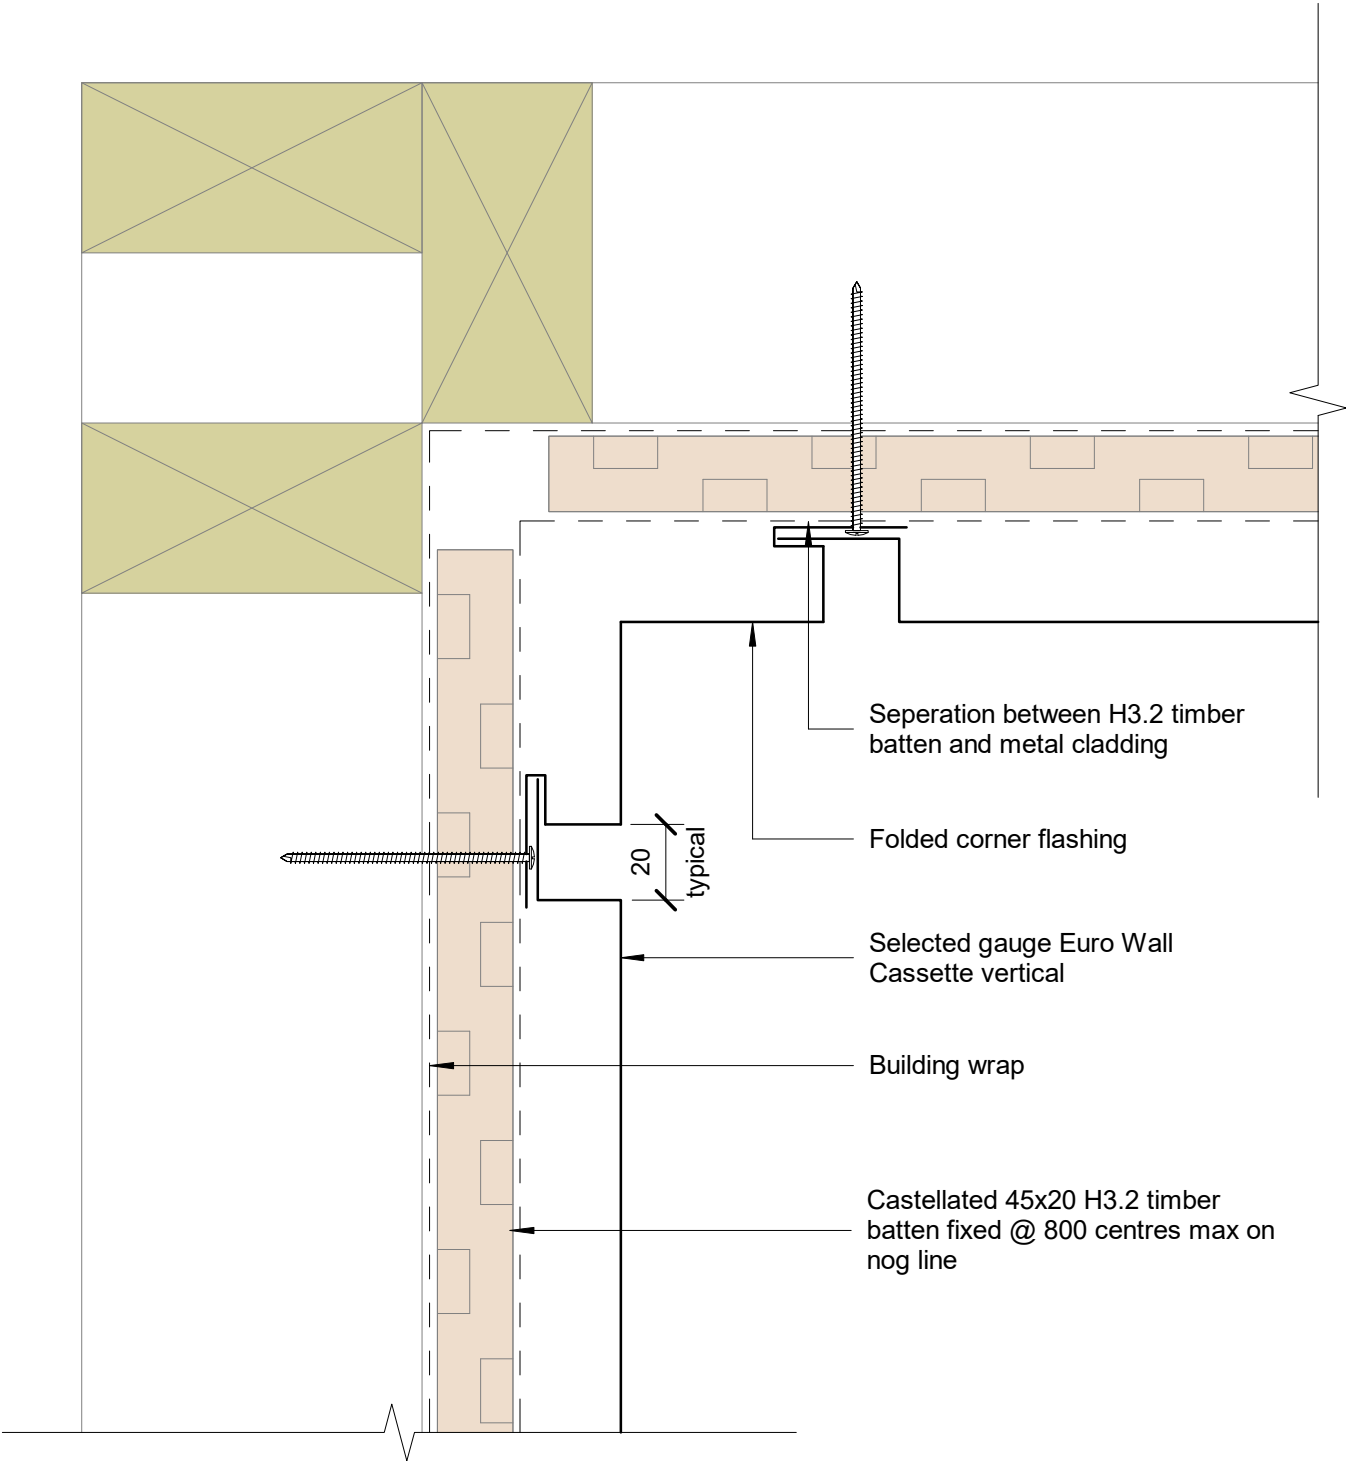 Seperation between H3.2 timber
batten and metal cladding
Folded corner flashing
20
typical
Selected gauge Euro Wall
Cassette vertical
Building wrap
Castellated 45x20 H3.2 timber
batten fixed @ 800 centres max on
nog line